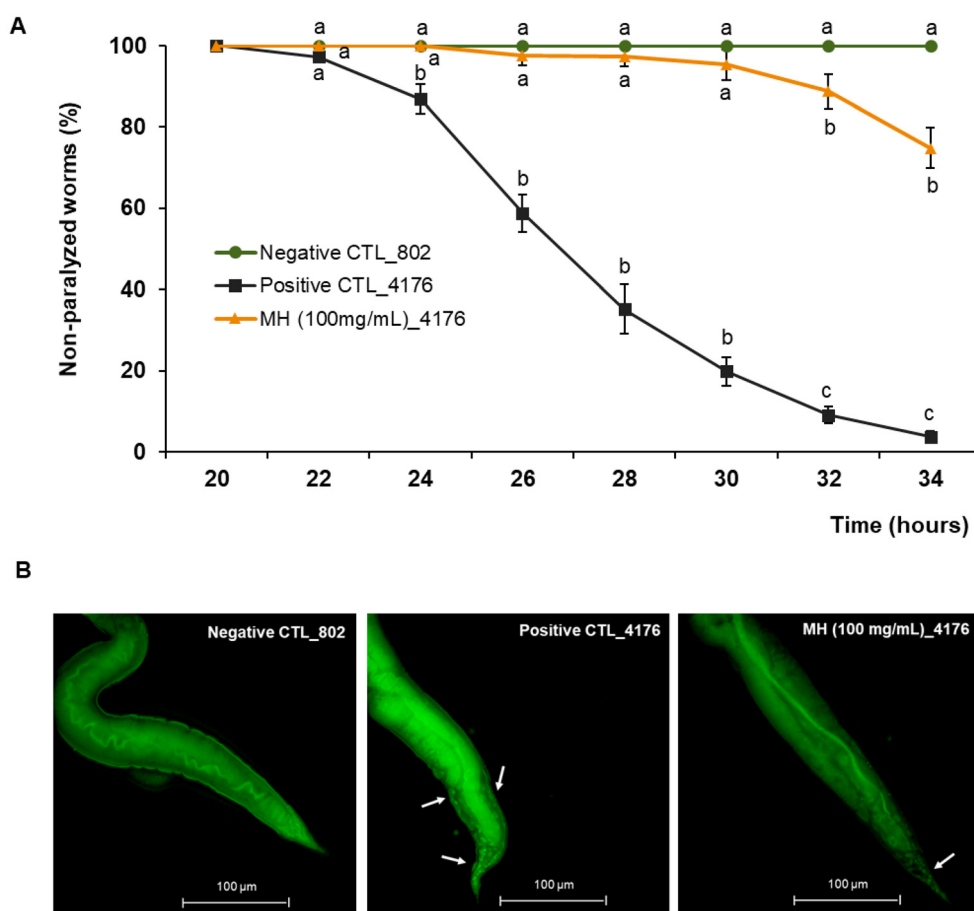 A
a a a a a a a
100
a
a b a a a a
80
b
b
60
b
Negative CTL_802
b
40
Positive CTL_4176
MH (100mg/mL)_4176
b
20
c
c
0
20 22 24 26 28 30 32 34
Non-paralyzed worms (%)
Time (hours)
B
Negative CTL_802
Positive CTL_4176
MH (100 mg/mL)_4176
100 µm
100 µm
100 µm